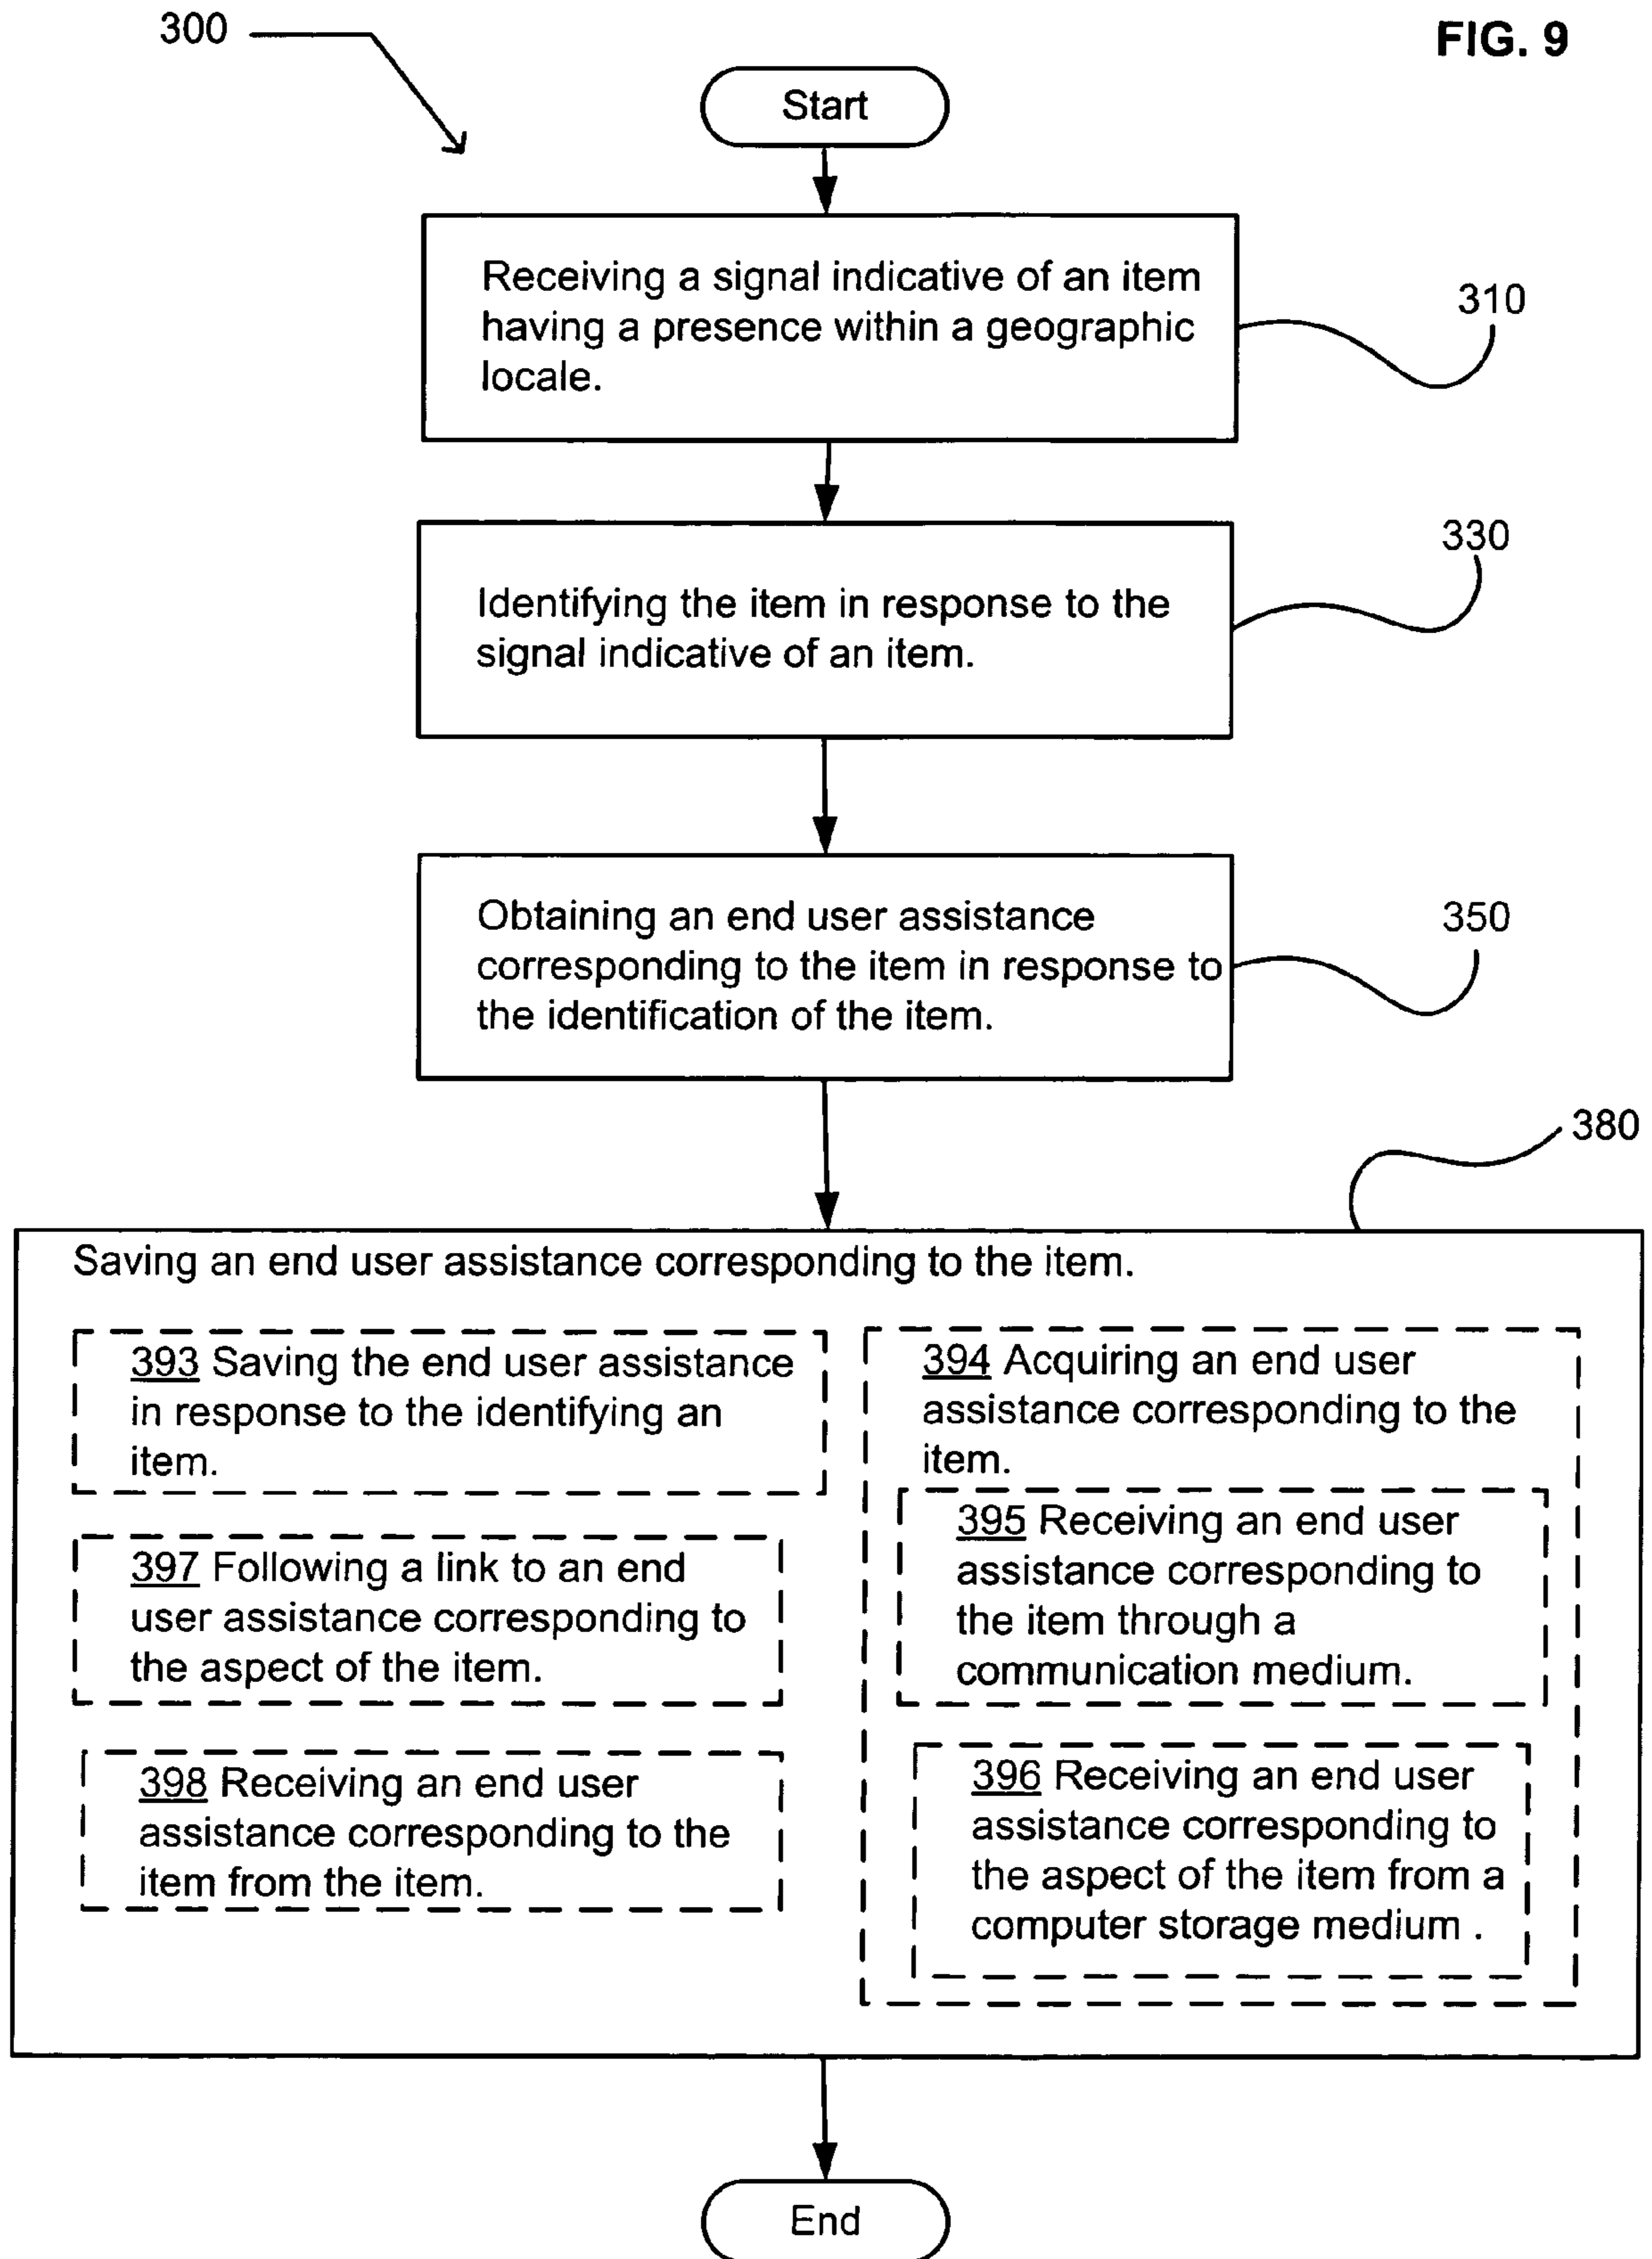 300
FIG. 9
Start
Receiving a signal indicative of an item
having a presence within a geographic
locale.
310
330
Identifying the item in response to the
signal indicative of an item.
Obtaining an end user assistance
corresponding to the item in response to
the identification of the item.
350
380
Saving an end user assistance corresponding to the item.
393 Saving the end user assistance
in response to the identifying an
item.
397 Following a link to an end
user assistance corresponding to
the aspect of the item.
398 Receiving an end user
assistance corresponding to the
item from the item.
394 Acquiring an end user
assistance corresponding to the
item.
395 Receiving an end user
assistance corresponding to
the item through a
communication medium.
396 Receiving an end user
assistance corresponding to
the aspect of the item from a
computer storage medium .
End